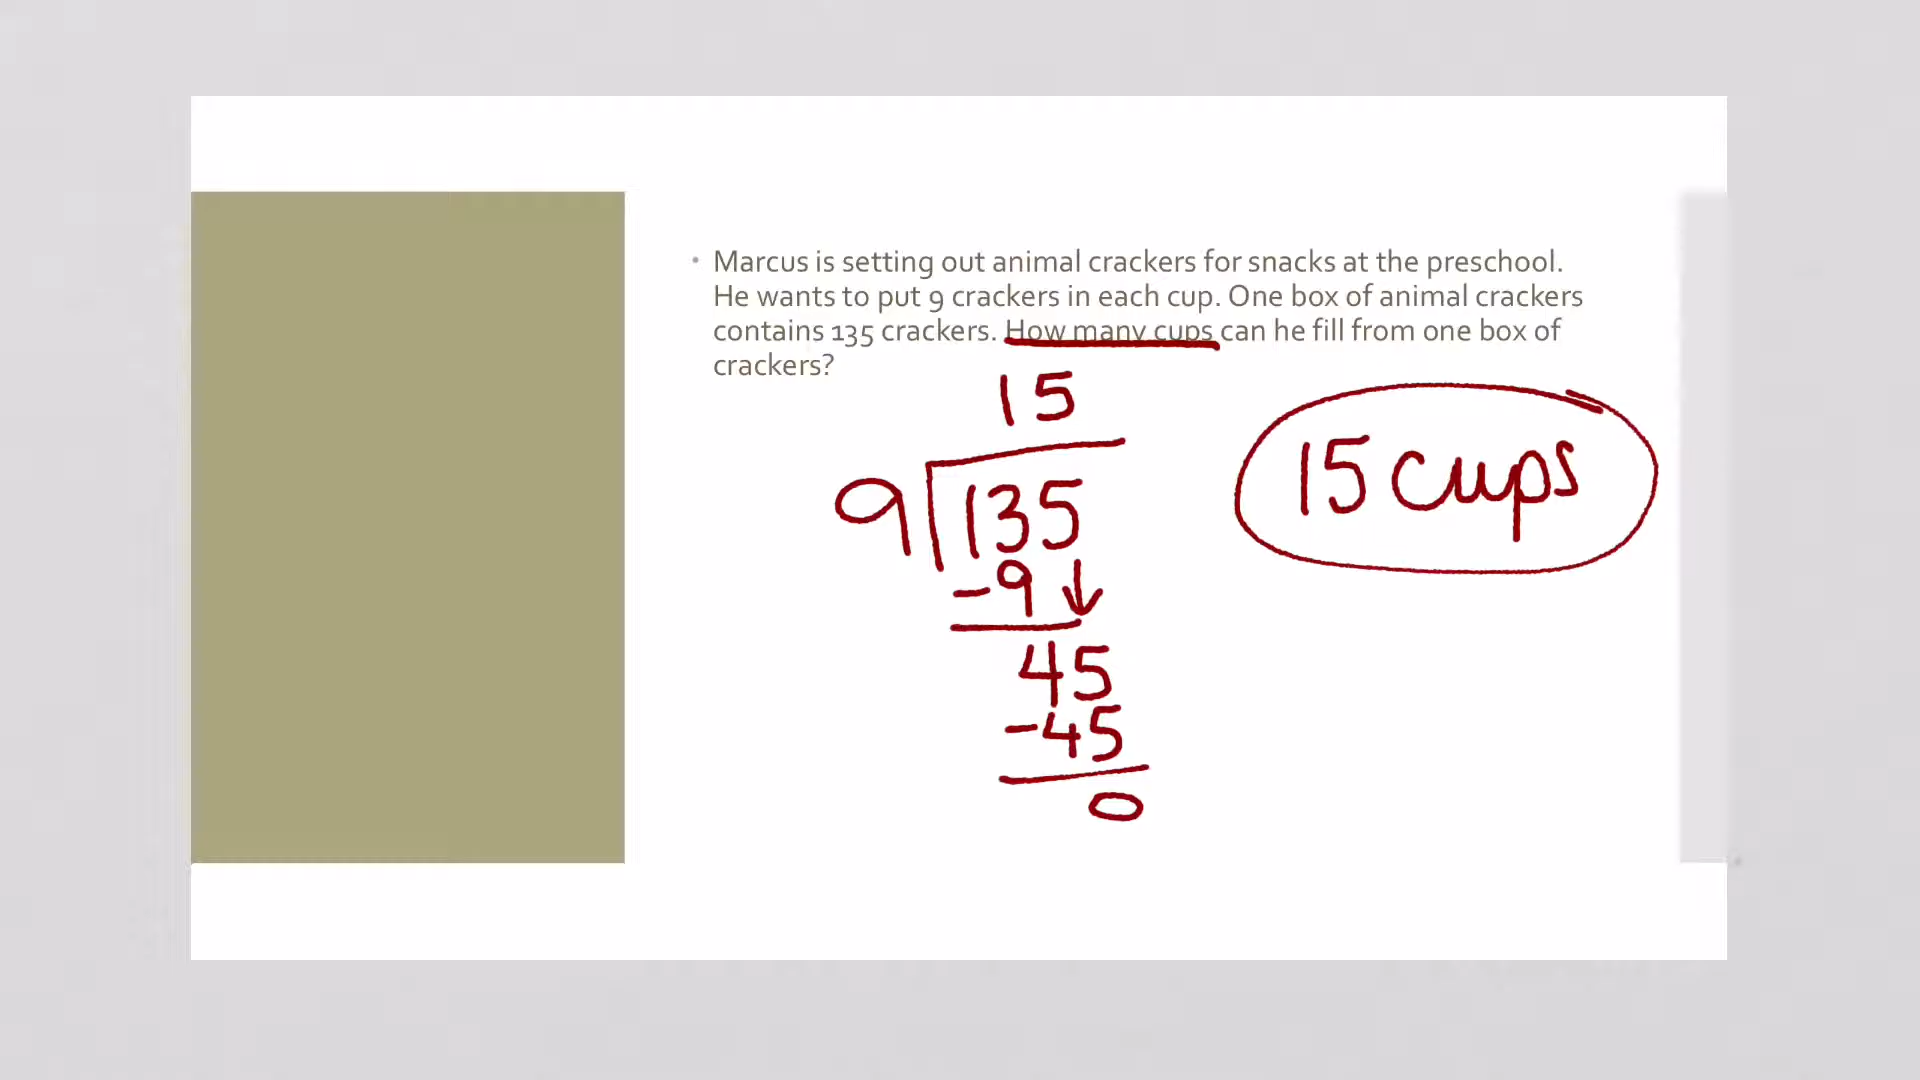 • Marcus is setting out animal crackers for snacks at the preschool.
He wants to put 9 crackers in each cup. One box of animal crackers
contains 135 crackers. How many cups can he fill from one box of
crackers?
15
9 135
-9
45
-45
0
15 cups